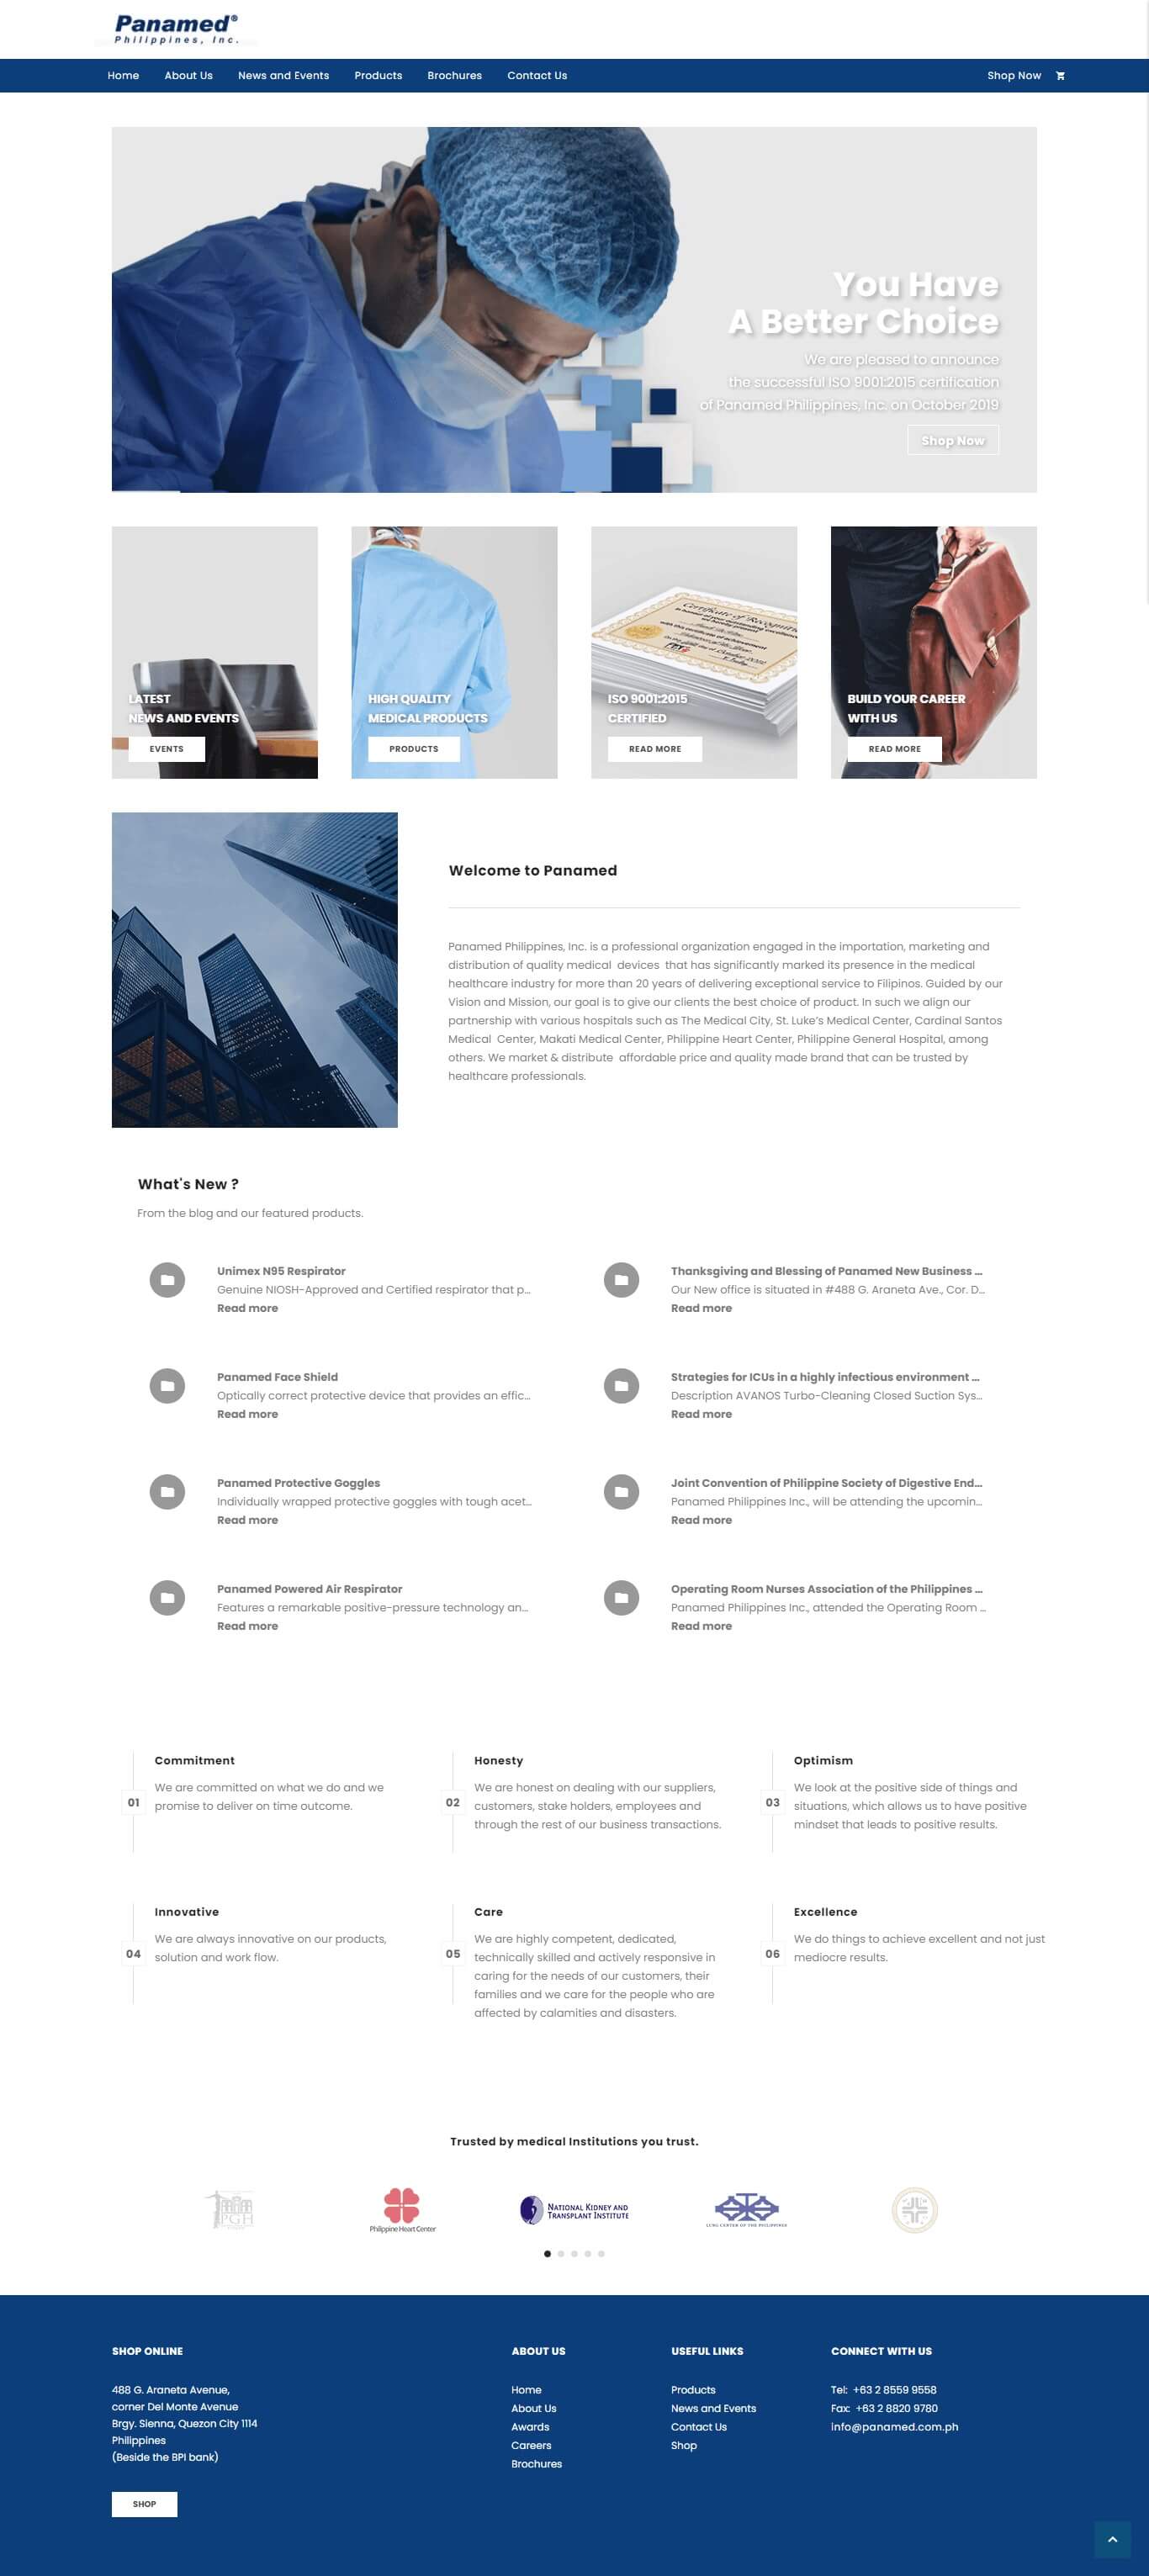 Panamed®
Philippines, Inc.
Home About Us News and Events Products Brochures Contact Us Shop Now
You Have
A Better Choice
We are pleased to announce
the successful ISO 9001:2015 certification
of Panamed Philippines, Inc. on October 2019
Shop Now
LATEST
NEWS AND EVENTS
EVENTS
HIGH QUALITY
MEDICAL PRODUCTS
PRODUCTS
Certificate of Recognition
ISO 9001:2015
CERTIFIED
READ MORE
BUILD YOUR CAREER
WITH US
READ MORE
Welcome to Panamed
Panamed Philippines, Inc. is a professional organization engaged in the importation, marketing and
distribution of quality medical devices that has significantly marked its presence in the medical
healthcare industry for more than 20 years of delivering exceptional service to Filipinos. Guided by our
Vision and Mission, our goal is to give our clients the best choice of product. In such we align our
partnership with various hospitals such as The Medical City, St. Luke's Medical Center, Cardinal Santos
Medical Center, Makati Medical Center, Philippine Heart Center, Philippine General Hospital, among
others. We market & distribute affordable price and quality made brand that can be trusted by
healthcare professionals.
What's New ?
From the blog and our featured products.
Unimex N95 Respirator
Genuine NIOSH-Approved and Certified respirator that p...
Read more
Thanksgiving and Blessing of Panamed New Business ...
Our New office is situated in #488 G. Araneta Ave., Cor. D...
Read more
Panamed Face Shield
Optically correct protective device that provides an effic...
Read more
Strategies for ICUs in a highly infectious environment ...
Description AVANOS Turbo-Cleaning Closed Suction Sys...
Read more
Panamed Protective Goggles
Individually wrapped protective goggles with tough acet...
Read more
Joint Convention of Philippine Society of Digestive End...
Panamed Philippines Inc., will be attending the upcomin...
Read more
Panamed Powered Air Respirator
Features a remarkable positive-pressure technology an...
Read more
Operating Room Nurses Association of the Philippines ...
Panamed Philippines Inc., attended the Operating Room ...
Read more
01
Commitment
We are committed on what we do and we
promise to deliver on time outcome.
02
Honesty
We are honest on dealing with our suppliers,
customers, stake holders, employees and
through the rest of our business transactions.
03
Optimism
We look at the positive side of things and
situations, which allows us to have positive
mindset that leads to positive results.
04
Innovative
We are always innovative on our products,
solution and work flow.
05
Care
We are highly competent, dedicated,
technically skilled and actively responsive in
caring for the needs of our customers, their
families and we care for the people who are
affected by calamities and disasters.
06
Excellence
We do things to achieve excellent and not just
mediocre results.
Trusted by medical Institutions you trust.
PGH
Philippine Heart Center
NATIONAL KIDNEY AND
TRANSPLANT INSTITUTE
LUNG CENTER OF THE PHILIPPINES
SHOP ONLINE
488 G. Araneta Avenue,
corner Del Monte Avenue
Brgy. Sienna, Quezon City 1114
Philippines
(Beside the BPI bank)
SHOP
ABOUT US
Home
About Us
Awards
Careers
Brochures
USEFUL LINKS
Products
News and Events
Contact Us
Shop
CONNECT WITH US
Tel: +63 2 8559 9558
Fax: +63 2 8820 9780
info@panamed.com.ph